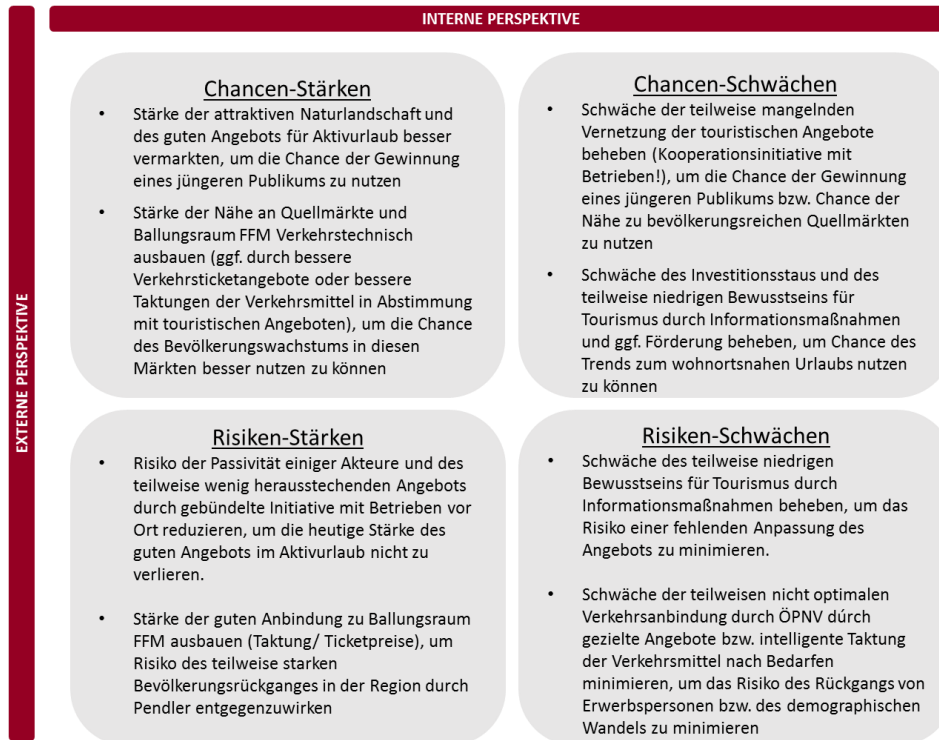 INTERNE PERSPEKTIVE
EXTERNE PERSPEKTIVE
Chancen-Stärken
• Stärke der attraktiven Naturlandschaft und
des guten Angebots für Aktivurlaub besser
vermarkten, um die Chance der Gewinnung
eines jüngeren Publikums zu nutzen
• Stärke der Nähe an Quellmärkte und
Ballungsraum FFM Verkehrstechnisch
ausbauen (ggf. durch bessere
Verkehrsticketangebote oder bessere
Taktungen der Verkehrsmittel in Abstimmung
mit touristischen Angeboten), um die Chance
des Bevölkerungswachstums in diesen
Märkten besser nutzen zu können
Chancen-Schwächen
• Schwäche der teilweise mangelnden
Vernetzung der touristischen Angebote
beheben (Kooperationsinitiative mit
Betrieben!), um die Chance der Gewinnung
eines jüngeren Publikums bzw. Chance der
Nähe zu bevölkerungsreichen Quellmärkten
zu nutzen
• Schwäche des Investitionsstaus und des
teilweise niedrigen Bewusstseins für
Tourismus durch Informationsmaßnahmen
und ggf. Förderung beheben, um Chance des
Trends zum wohnortsnahen Urlaubs nutzen
zu können
Risiken-Stärken
• Risiko der Passivität einiger Akteure und des
teilweise wenig herausstechenden Angebots
durch gebündelte Initiative mit Betrieben vor
Ort reduzieren, um die heutige Stärke des
guten Angebots im Aktivurlaub nicht zu
verlieren.
• Stärke der guten Anbindung zu Ballungsraum
FFM ausbauen (Taktung/ Ticketpreise), um
Risiko des teilweise starken
Bevölkerungsrückganges in der Region durch
Pendler entgegenzuwirken
Risiken-Schwächen
• Schwäche des teilweise niedrigen
Bewusstseins für Tourismus durch
Informationsmaßnahmen beheben, um das
Risiko einer fehlenden Anpassung des
Angebots zu minimieren.
• Schwäche der teilweisen nicht optimalen
Verkehrsanbindung durch ÖPNV dúrch
gezielte Angebote bzw. intelligente Taktung
der Verkehrsmittel nach Bedarfen
minimieren, um das Risiko des Rückgangs von
Erwerbspersonen bzw. des demographischen
Wandels zu minimieren